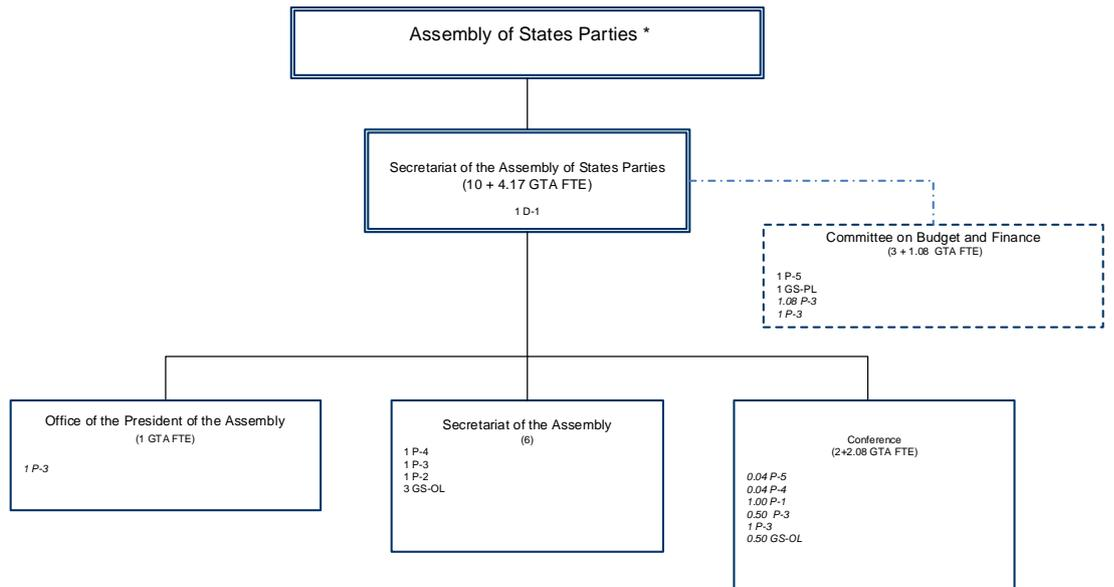 Assembly of States Parties *
Secretariat of the Assembly of States Parties
(10 + 4.17 GTA FTE)
1 D-1
Committee on Budget and Finance
(3 + 1.08 GTA FTE)
1 P-5
1 GS-PL
1.08 P-3
1 P-3
Office of the President of the Assembly
(1 GTA FTE)
1 P-3
Secretariat of the Assembly
(6)
1 P-4
1 P-3
1 P-2
3 GS-OL
Conference
(2+2.08 GTA FTE)
0.04 P-5
0.04 P-4
1.00 P-1
0.50 P-3
1 P-3
0.50 GS-OL